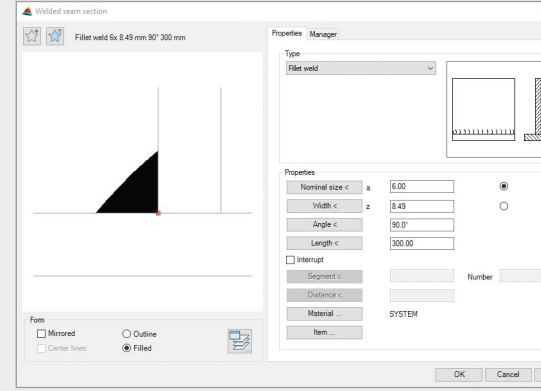 Welded seam section
Fillet weld 6x 8.49 mm 90° 300 mm
Properties Manager
Type
Fillet weld
Properties
Nominal size < a 6.00
Width < z 8.49
Angle < 90.0°
Length < 300.00
Interrupt
Segment < Number
Distance <
Material ... SYSTEM
Item ...
Form
Mirrored Outline
Center lines Filled
OK Cancel